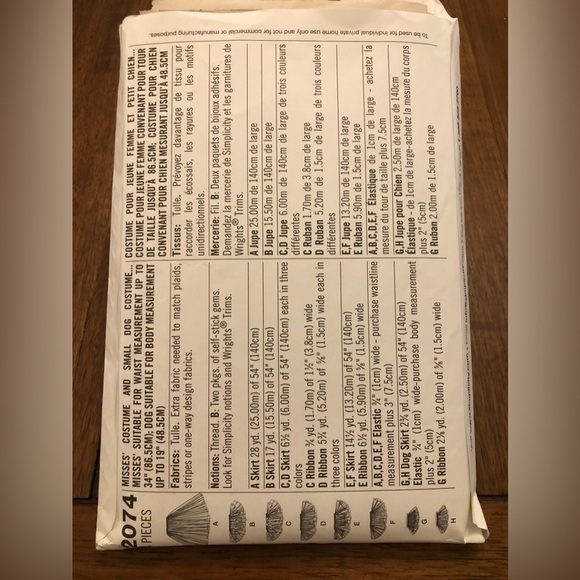 2074
PIECES
MISSES' COSTUME AND SMALL DOG COSTUME...
MISSES' SUITABLE FOR WAIST MEASUREMENT UP TO
34" (86.5CM); DOG SUITABLE FOR BODY MEASUREMENT
UP TO 19" (48.5CM)
Fabrics: Tulle. Extra fabric needed to match plaids,
stripes or one-way design fabrics.
Notions: Thread. B: Two pkgs. of self-stick gems.
Look for Simplicity notions and Wrights® Trims.
A Skirt 28 yd. (25.00m) of 54" (140cm)
B Skirt 17 yd. (15.50m) of 54" (140cm)
C,D Skirt 6½ yd. (6.00m) of 54" (140cm) each in three
colors
C Ribbon ¾ yd. (1.70m) of 1½" (3.8cm) wide
D Ribbon 5¾ yd. (5.20m) of ⅝" (1.5cm) wide each in
three colors
E,F Skirt 14½ yd. (13.20m) of 54" (140cm)
E Ribbon 6½ yd. (5.90m) of ⅝" (1.5cm) wide
A,B,C,D,E,F Elastic ⅜" (1cm) wide - purchase waistline
measurement plus 3" (7.5cm)
G,H Dog Skirt 2¾ yd. (2.50m) of 54" (140cm)
Elastic ⅜" (1cm) wide-purchase body measurement
plus 2" (5cm)
G Ribbon 2¼ yd. (2.00m) of ⅝" (1.5cm) wide
COSTUME POUR JEUNE FEMME ET PETIT CHIEN...
COSTUME POUR JEUNE FEMME CONVENANT POUR TOUR
DE TAILLE JUSQU'À 86.5CM; COSTUME POUR CHIEN
CONVENANT POUR CHIEN MESURANT JUSQU'À 48.5CM
Tissus: Tulle. Prévoyez davantage de tissu pour
raccorder les écossais, les rayures ou les motifs
unidirectionnels.
Mercerie: Fil. B: Deux paquets de bijoux adhésifs.
Demandez la mercerie de Simplicity et les garnitures de
Wrights® Trims.
A Jupe 25.00m de 140cm de large
B Jupe 15.50m de 140cm de large
C,D Jupe 6.00m de 140cm de large de trois couleurs
différentes
C Ruban 1.70m de 3.8cm de large
D Ruban 5.20m de 1.5cm de large de trois couleurs
différentes
E,F Jupe 13.20m de 140cm de large
E Ruban 5.90m de 1.5cm de large
A,B,C,D,E,F Élastique de 1cm de large - achetez la
mesure du tour de taille plus 7.5cm
G,H Jupe pour Chien 2.50m de large de 140cm
Élastique - de 1cm de large-achetez la mesure du corps
plus 2" (5cm)
G Ruban 2.00m de 1.5cm de large
A
B
C
D
E
F
G
H
To be used for individual private home use only and not for commercial or manufacturing purposes.